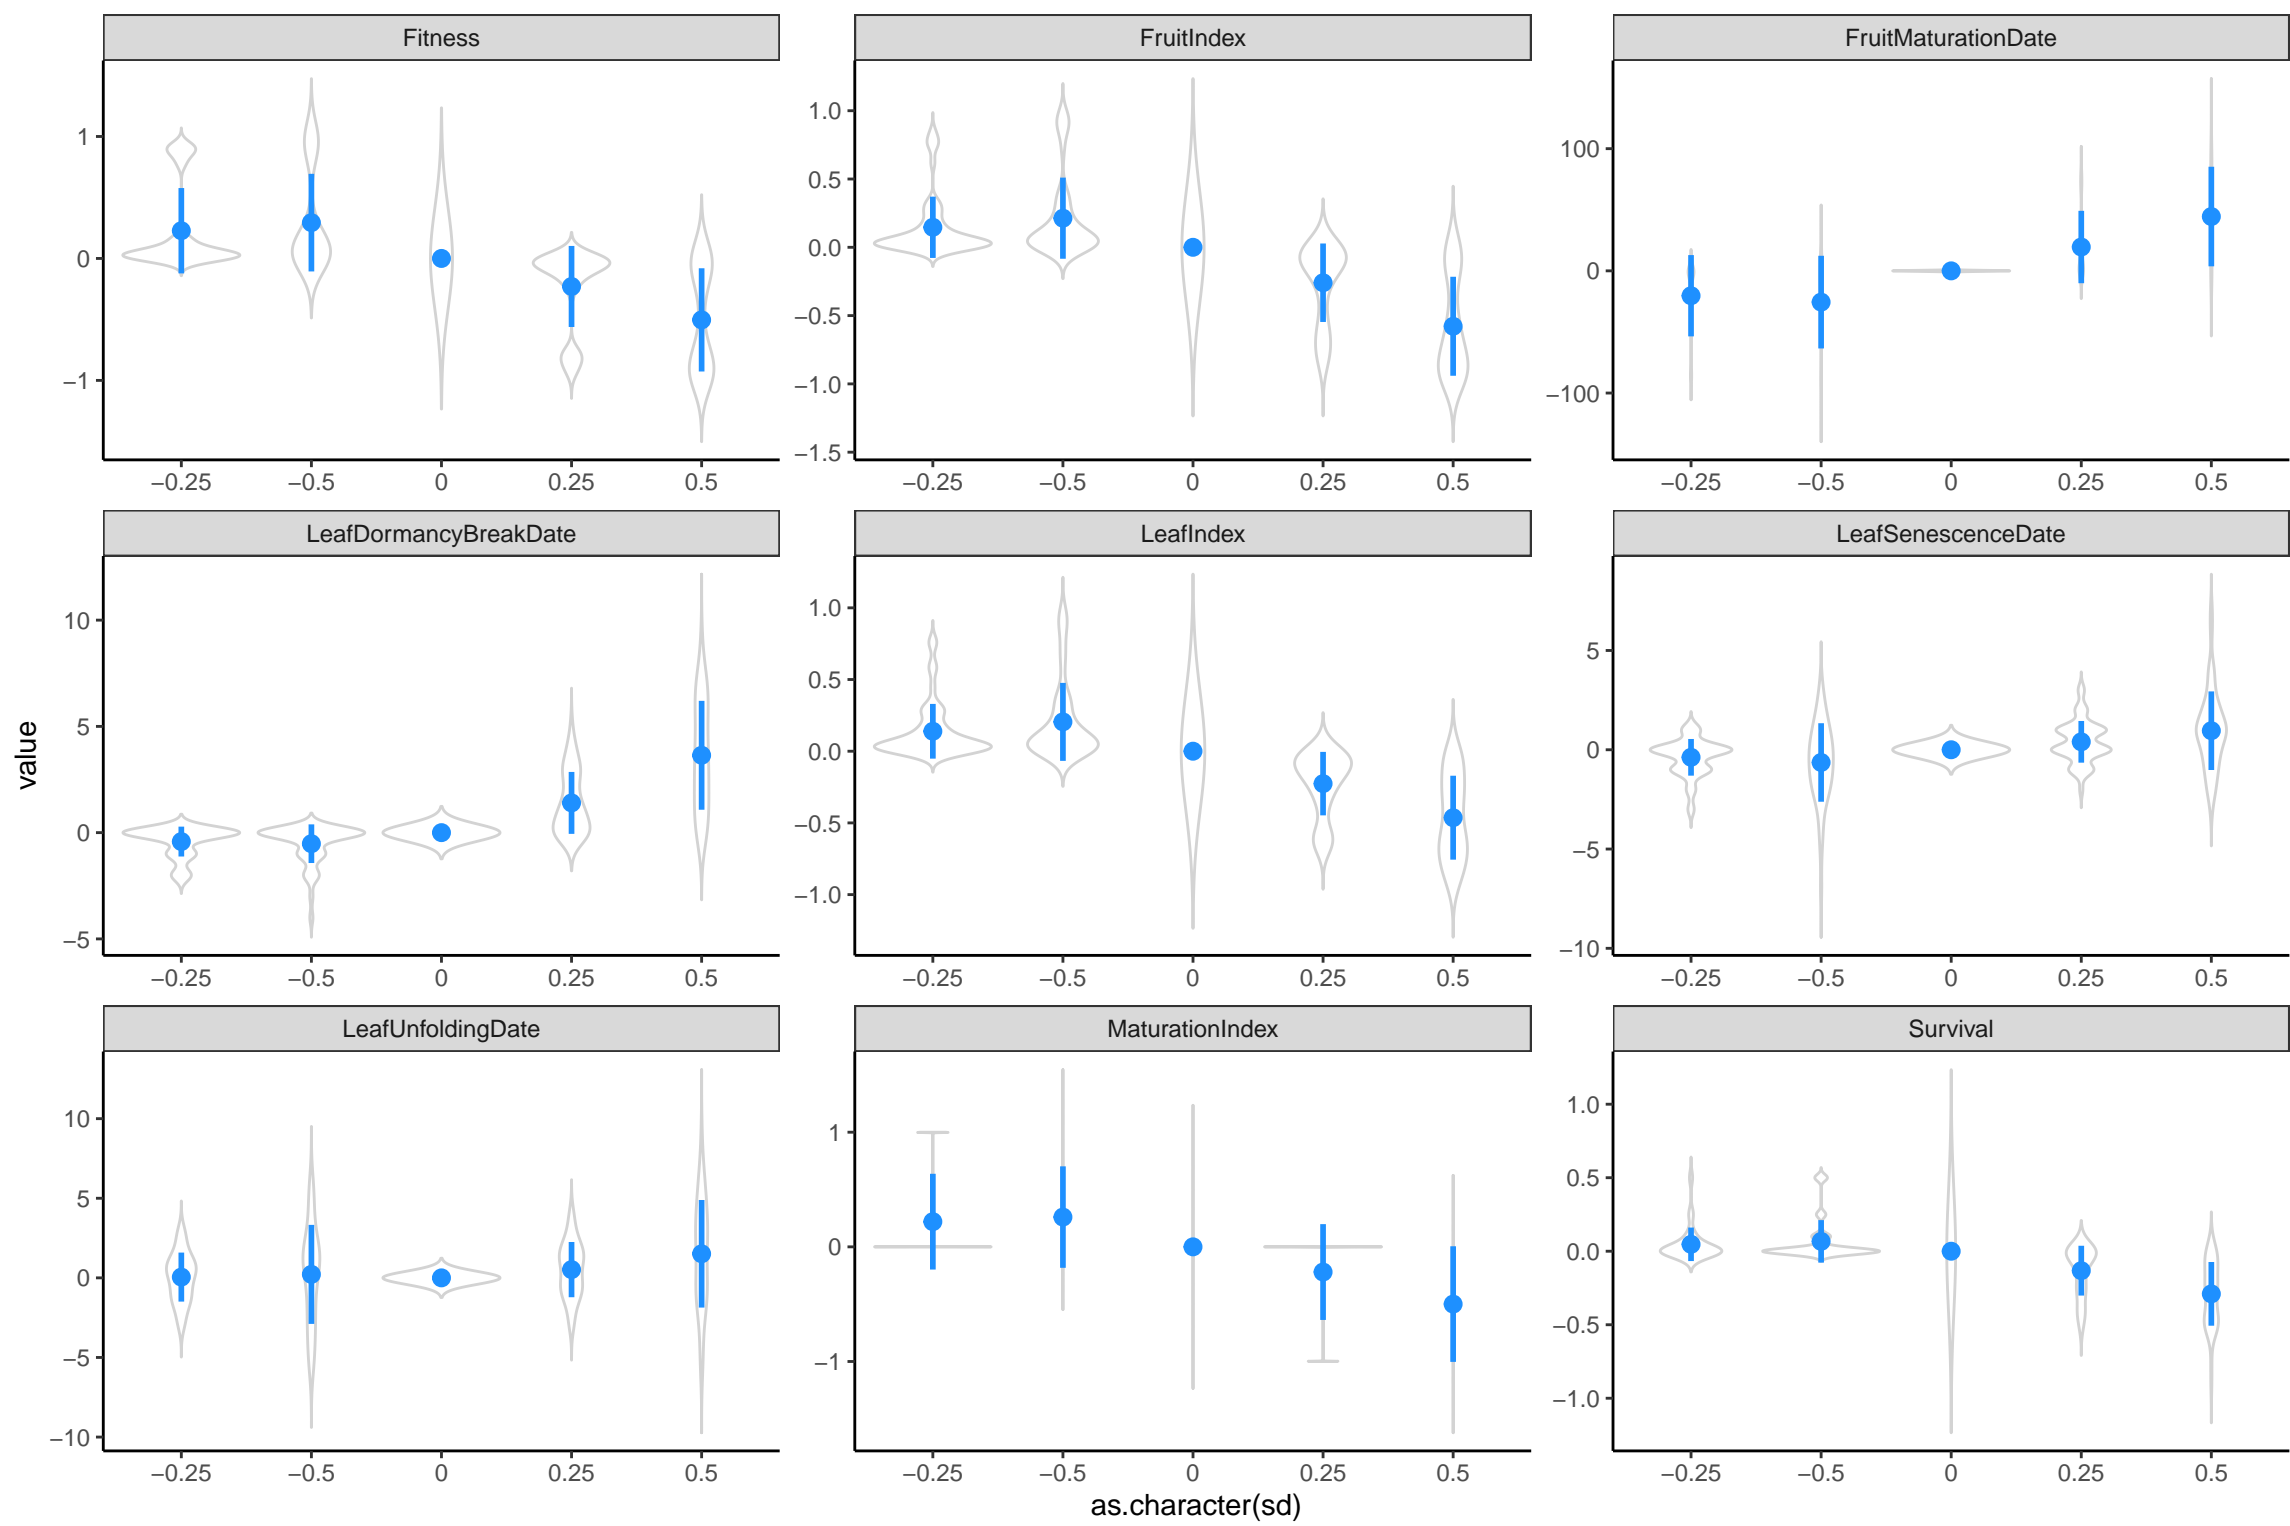 Fitness
FruitIndex
FruitMaturationDate
1
0
−1
1.0
0.5
0.0
−0.5
−1.0
−1.5
100
0
−100
−0.25 −0.5 0 0.25 0.5
−0.25 −0.5 0 0.25 0.5
−0.25 −0.5 0 0.25 0.5
LeafDormancyBreakDate
LeafIndex
LeafSenescenceDate
value
10
5
0
−5
1.0
0.5
0.0
−0.5
−1.0
5
0
−5
−10
−0.25 −0.5 0 0.25 0.5
−0.25 −0.5 0 0.25 0.5
−0.25 −0.5 0 0.25 0.5
LeafUnfoldingDate
MaturationIndex
Survival
10
5
0
−5
−10
1
0
−1
1.0
0.5
0.0
−0.5
−1.0
−0.25 −0.5 0 0.25 0.5
−0.25 −0.5 0 0.25 0.5
−0.25 −0.5 0 0.25 0.5
as.character(sd)